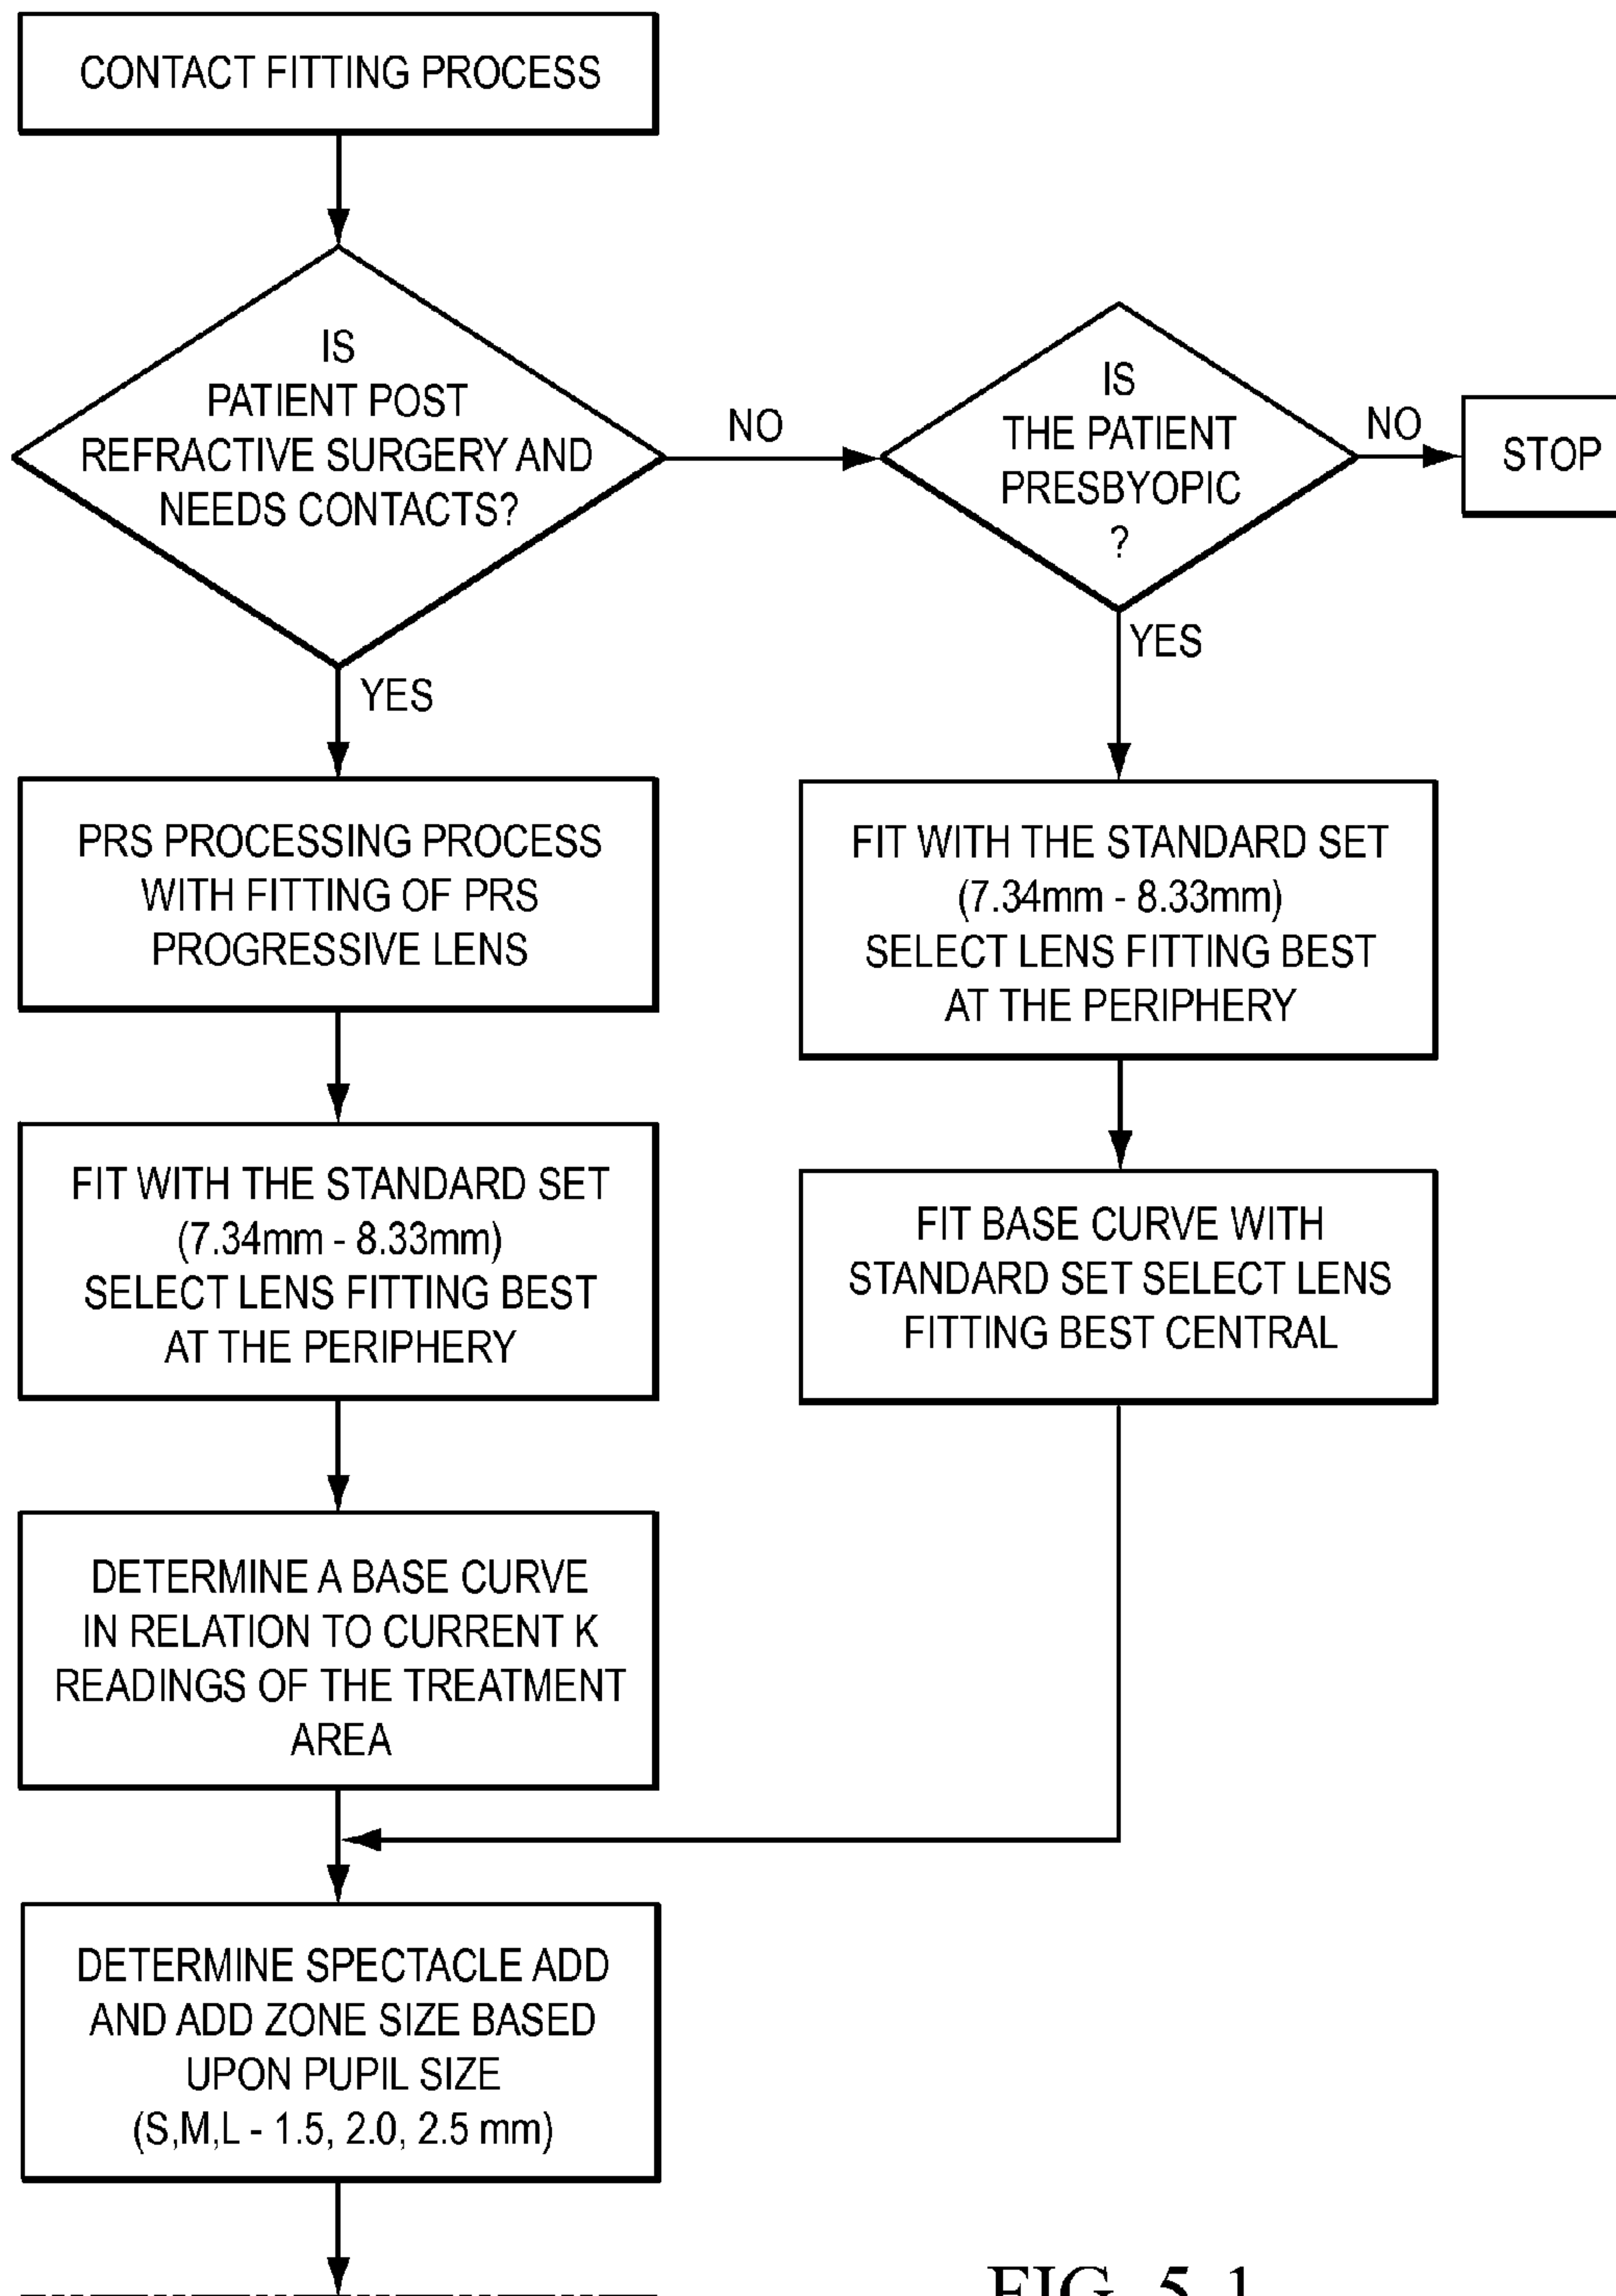 CONTACT FITTING PROCESS
IS
PATIENT POST
REFRACTIVE SURGERY AND
NEEDS CONTACTS?
NO
IS
THE PATIENT
PRESBYOPIC
?
NO
STOP
YES
YES
PRS PROCESSING PROCESS
WITH FITTING OF PRS
PROGRESSIVE LENS
FIT WITH THE STANDARD SET
(7.34mm - 8.33mm)
SELECT LENS FITTING BEST
AT THE PERIPHERY
FIT WITH THE STANDARD SET
(7.34mm - 8.33mm)
SELECT LENS FITTING BEST
AT THE PERIPHERY
FIT BASE CURVE WITH
STANDARD SET SELECT LENS
FITTING BEST CENTRAL
DETERMINE A BASE CURVE
IN RELATION TO CURRENT K
READINGS OF THE TREATMENT
AREA
DETERMINE SPECTACLE ADD
AND ADD ZONE SIZE BASED
UPON PUPIL SIZE
(S,M,L - 1.5, 2.0, 2.5 mm)
FIG. 5-1